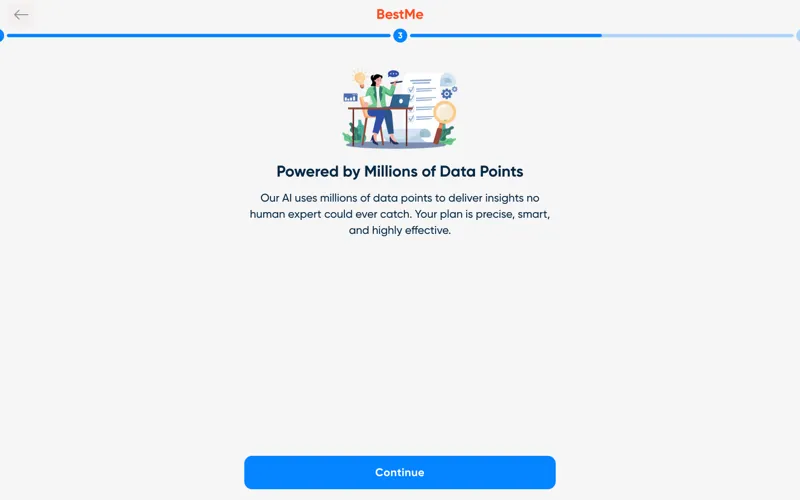 BestMe
3
Powered by Millions of Data Points
Our AI uses millions of data points to deliver insights no
human expert could ever catch. Your plan is precise, smart,
and highly effective.
Continue